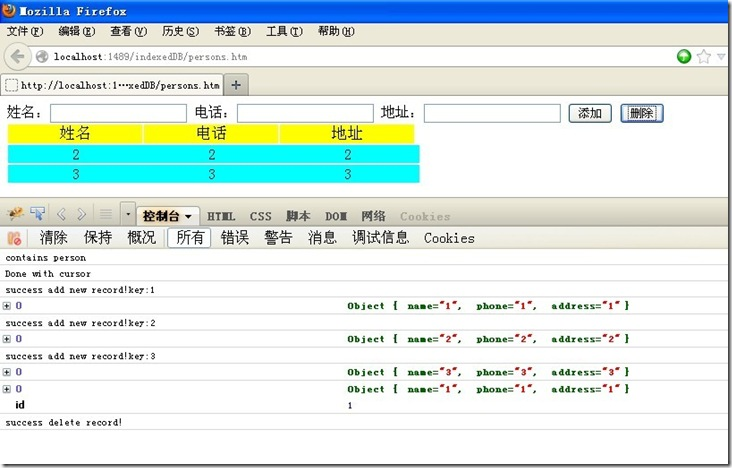 Mozilla Firefox
文件(F) 编辑(E) 查看(V) 历史(S) 书签(B) 工具(T) 帮助(H)
localhost:1489/indexedDB/persons.htm
http://localhost:1···xedDB/persons.htm +
姓名: 电话: 地址: 添加 删除
姓名 电话 地址
2 2 2
3 3 3
控制台 HTML CSS 脚本 DOM 网络 Cookies
清除 保持 概况 所有 错误 警告 消息 调试信息 Cookies
contains person
Done with cursor
success add new record!key:1
0 Object { name="1", phone="1", address="1" }
success add new record!key:2
0 Object { name="2", phone="2", address="2" }
success add new record!key:3
0 Object { name="3", phone="3", address="3" }
0 Object { name="1", phone="1", address="1" }
id 1
success delete record!